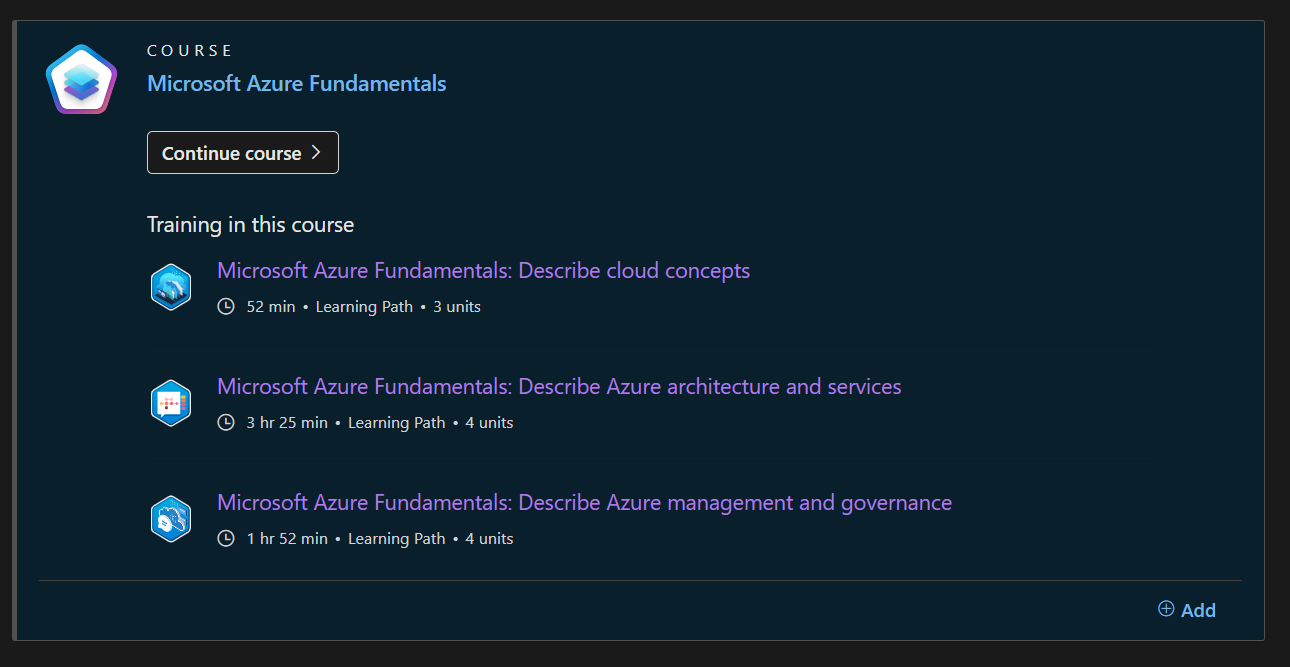 COURSE
Microsoft Azure Fundamentals
Continue course
Training in this course
Microsoft Azure Fundamentals: Describe cloud concepts
52 min • Learning Path • 3 units
Microsoft Azure Fundamentals: Describe Azure architecture and services
3 hr 25 min • Learning Path • 4 units
Microsoft Azure Fundamentals: Describe Azure management and governance
1 hr 52 min • Learning Path • 4 units
Add